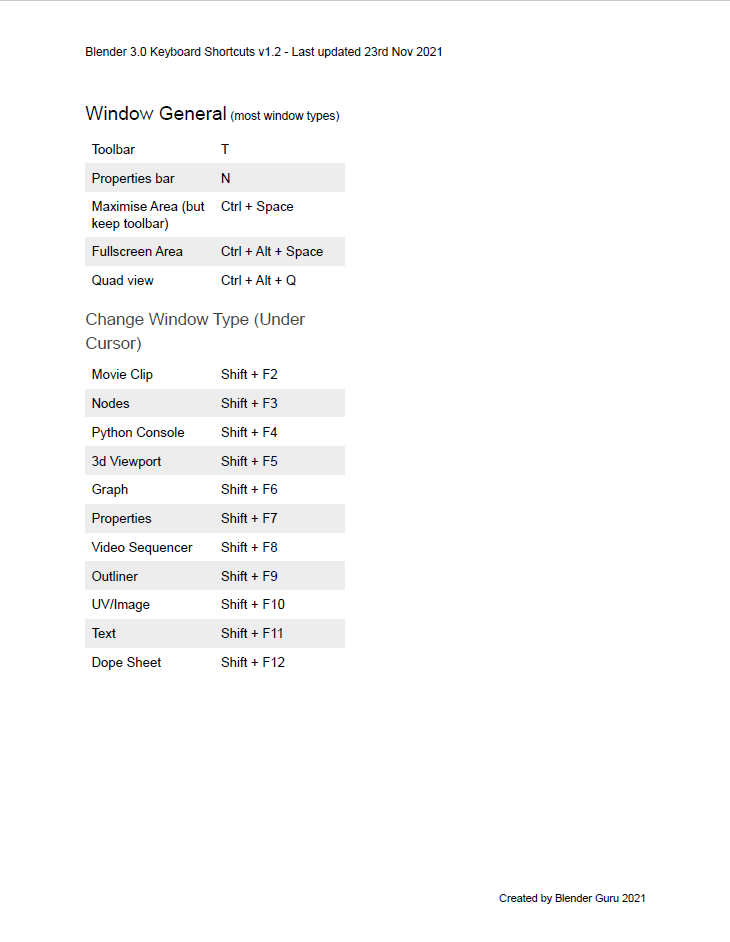 Blender 3.0 Keyboard Shortcuts v1.2 - Last updated 23rd Nov 2021
Window General (most window types)
Toolbar T
Properties bar N
Maximise Area (but Ctrl + Space
keep toolbar)
Fullscreen Area Ctrl + Alt + Space
Quad view Ctrl + Alt + Q
Change Window Type (Under
Cursor)
Movie Clip Shift + F2
Nodes Shift + F3
Python Console Shift + F4
3d Viewport Shift + F5
Graph Shift + F6
Properties Shift + F7
Video Sequencer Shift + F8
Outliner Shift + F9
UV/Image Shift + F10
Text Shift + F11
Dope Sheet Shift + F12
Created by Blender Guru 2021